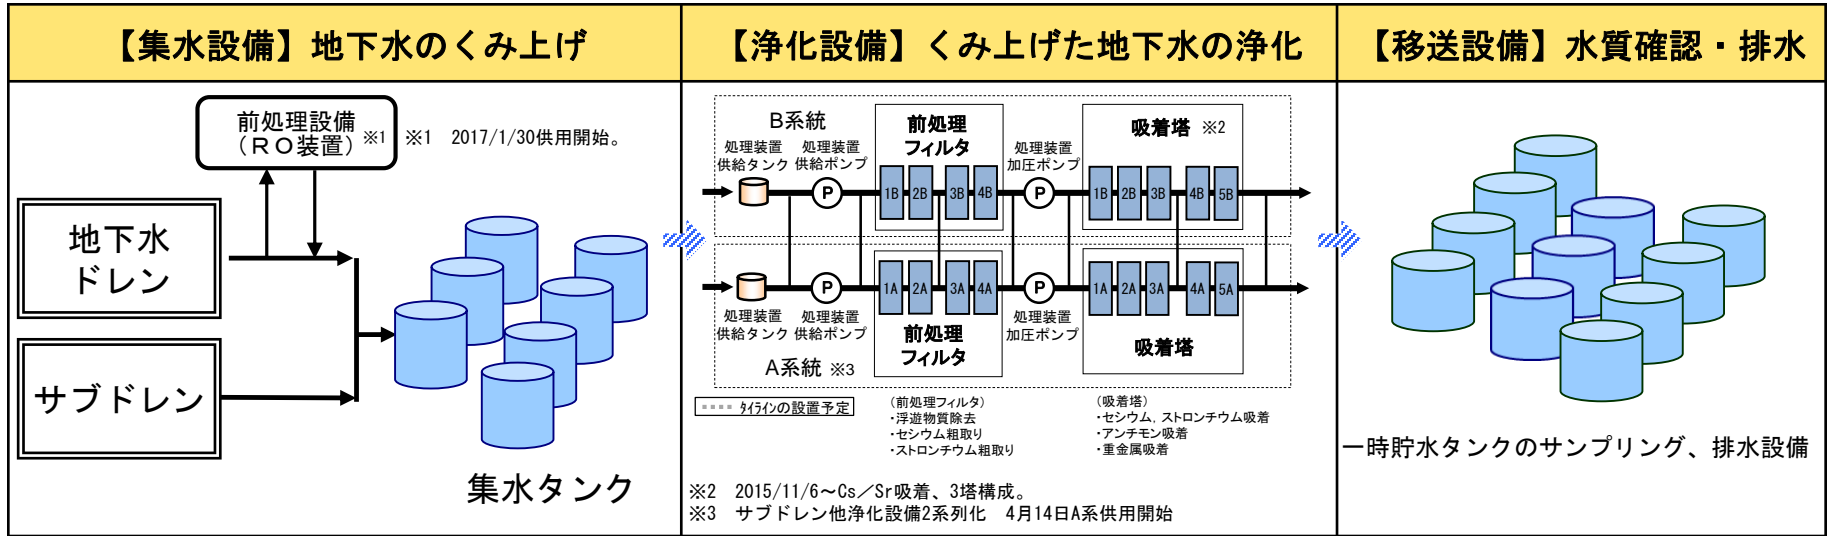 【集水設備】地下水のくみ上げ
前処理設備
（ＲＯ装置）※1
※1　2017/1/30供用開始。
地下水
ドレン
サブドレン
集水タンク
【浄化設備】くみ上げた地下水の浄化
B系統
処理装置
供給タンク
処理装置
供給ポンプ
前処理
フィルタ
処理装置
加圧ポンプ
吸着塔 ※2
P
1B
2B
3B
4B
P
1B
2B
3B
4B
5B
P
1A
2A
3A
4A
P
1A
2A
3A
4A
5A
処理装置
供給タンク
処理装置
供給ポンプ
前処理
フィルタ
処理装置
加圧ポンプ
吸着塔
A系統 ※3
ﾀｲﾗｲﾝの設置予定
（前処理フィルタ）
・浮遊物質除去
・セシウム粗取り
・ストロンチウム粗取り
（吸着塔）
・セシウム, ストロンチウム吸着
・アンチモン吸着
・重金属吸着
※2　2015/11/6～Cs／Sr吸着、3塔構成。
※3　サブドレン他浄化設備2系列化　4月14日A系供用開始
【移送設備】水質確認・排水
一時貯水タンクのサンプリング、排水設備